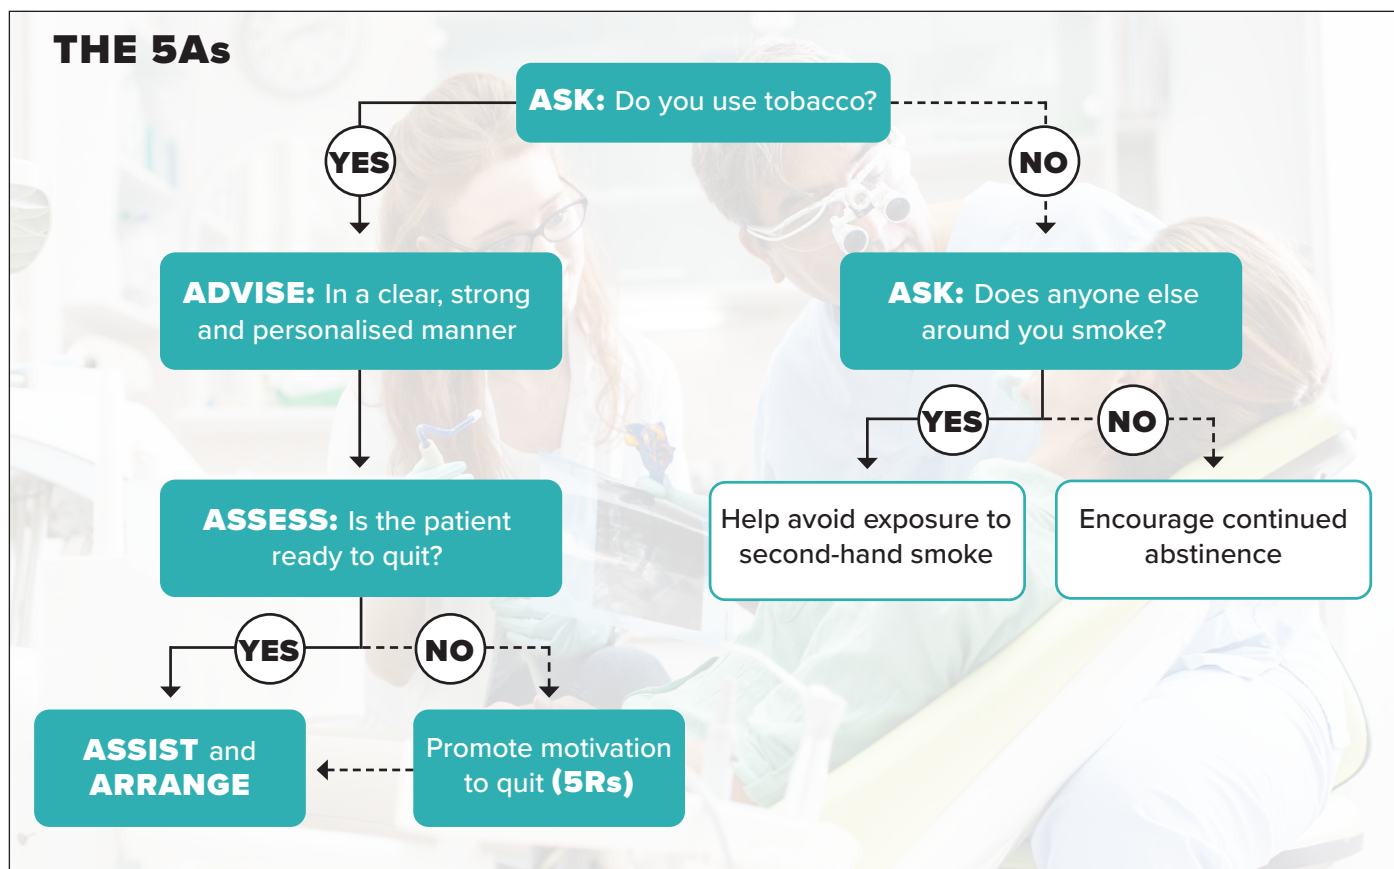 THE 5As
ASK: Do you use tobacco?
YES
NO
ADVISE: In a clear, strong
and personalised manner
ASK: Does anyone else
around you smoke?
YES
NO
ASSESS: Is the patient
ready to quit?
Help avoid exposure to
second-hand smoke
Encourage continued
abstinence
YES
NO
ASSIST and
ARRANGE
Promote motivation
to quit (5Rs)